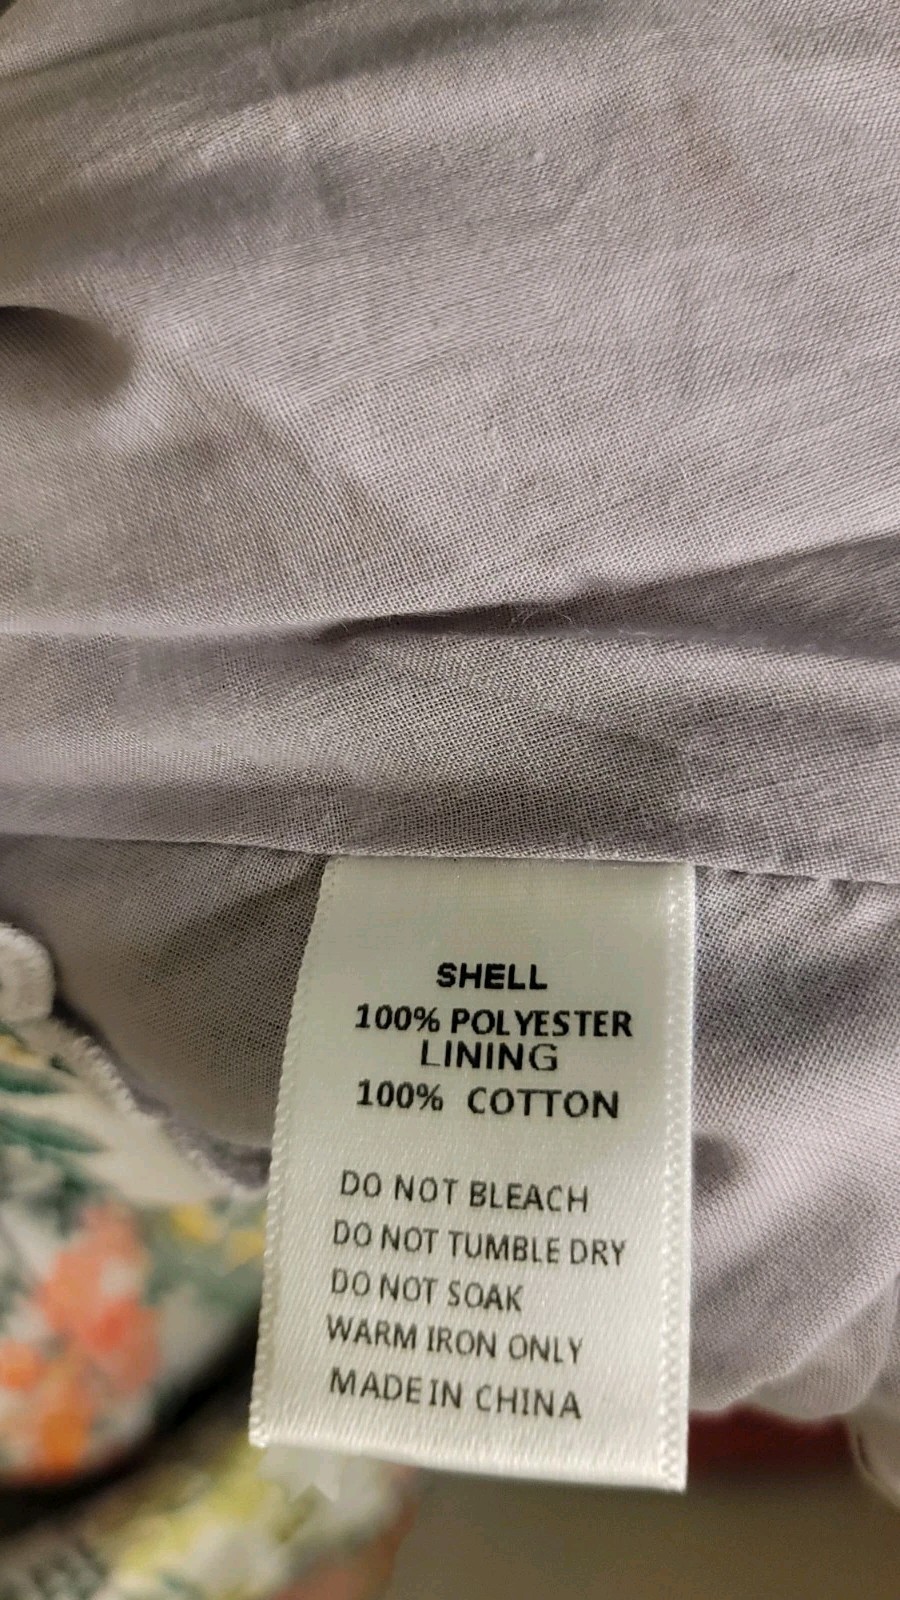 SHELL
100% POLYESTER
LINING
100% COTTON
DO NOT BLEACH
DO NOT TUMBLE DRY
DO NOT SOAK
WARM IRON ONLY
MADE IN CHINA